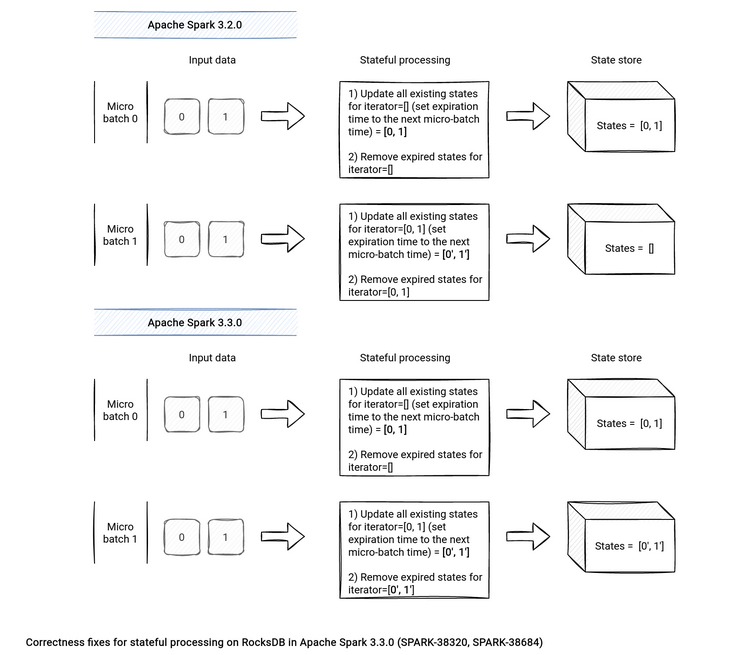 Apache Spark 3.2.0
Input data
Stateful processing
State store
Micro
batch 0
0
1
1) Update all existing states
for iterator=[] (set expiration
time to the next micro-batch
time) = [0, 1]
2) Remove expired states for
iterator=[]
States = [0, 1]
Micro
batch 1
0
1
1) Update all existing states
for iterator=[0, 1] (set
expiration time to the next
micro-batch time) = [0', 1']
2) Remove expired states for
iterator=[0, 1]
States = []
Apache Spark 3.3.0
Input data
Stateful processing
State store
Micro
batch 0
0
1
1) Update all existing states
for iterator=[] (set expiration
time to the next micro-batch
time) = [0, 1]
2) Remove expired states for
iterator=[]
States = [0, 1]
Micro
batch 1
0
1
1) Update all existing states
for iterator=[0, 1] (set
expiration time to the next
micro-batch time) = [0', 1']
2) Remove expired states for
iterator=[0', 1']
States = [0', 1']
Correctness fixes for stateful processing on RocksDB in Apache Spark 3.3.0 (SPARK-38320, SPARK-38684)